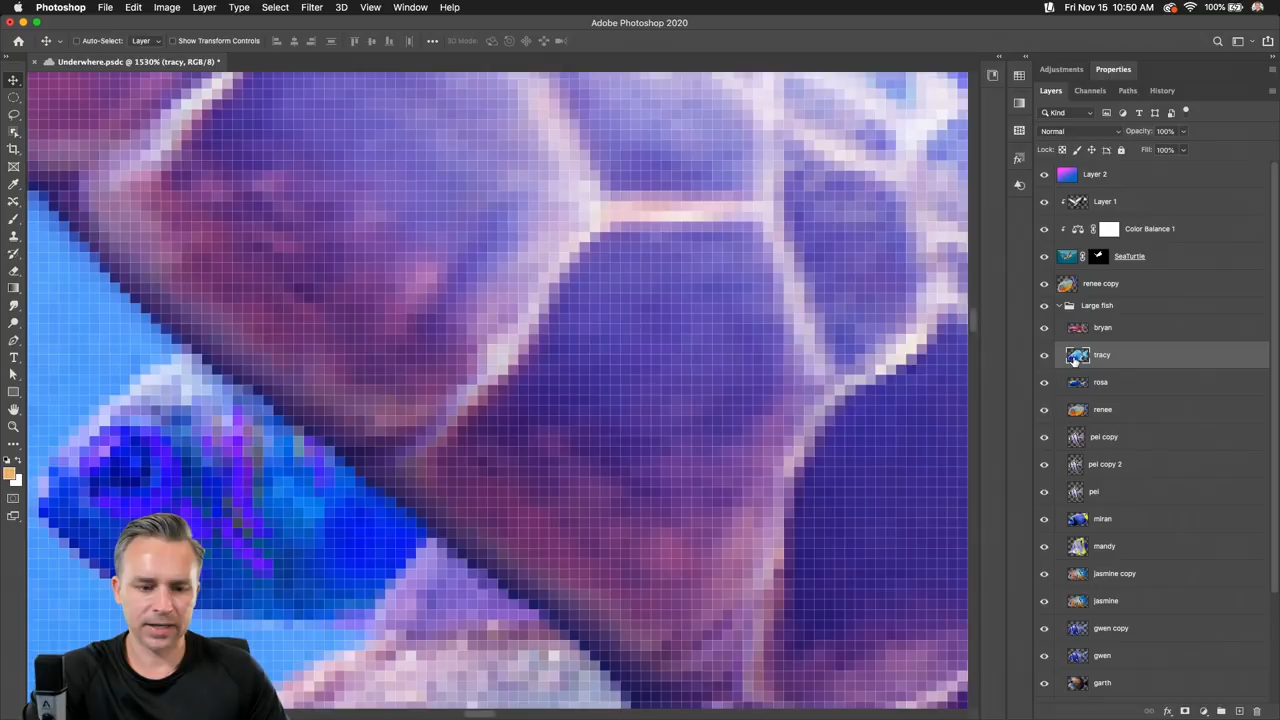 Photoshop File Edit Image Layer Type Select Filter 3D View Window Help 100% Fri Nov 15 10:50 AM
Adobe Photoshop 2020
Auto-Select: Layer Show Transform Controls 3D Mode:
Underwhere.psdc @ 1530% (tracy, RGB/8) *
Adjustments Properties
Layers Channels Paths History
Kind
Normal Opacity: 100%
Lock: Fill: 100%
Layer 2
Layer 1
Color Balance 1
SeaTurtle
renee copy
Large fish
bryan
tracy
rosa
renee
pei copy
pei copy 2
pei
miran
mandy
jasmine copy
jasmine
gwen copy
gwen
garth